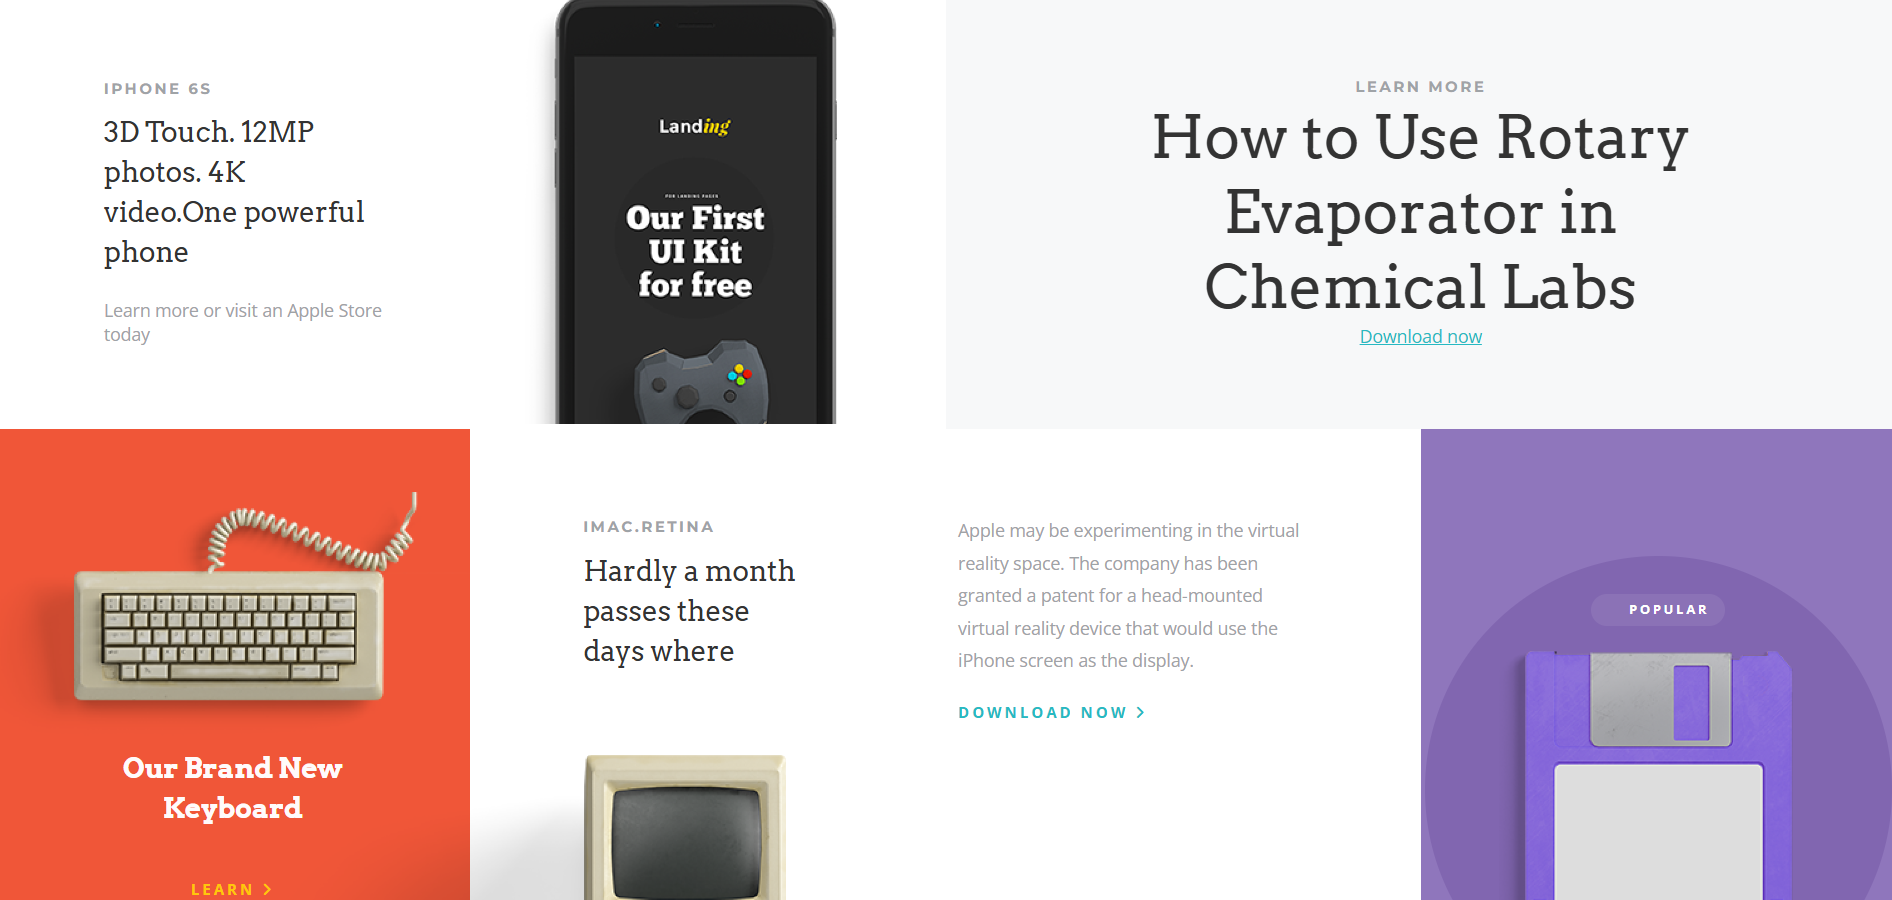 IPHONE 6S
3D Touch. 12MP
photos. 4K
video.One powerful
phone
Learn more or visit an Apple Store
today
Landing
FOR LANDING PAGES
Our First
UI Kit
for free
LEARN MORE
How to Use Rotary
Evaporator in
Chemical Labs
Download now
Our Brand New
Keyboard
LEARN
IMAC.RETINA
Hardly a month
passes these
days where
Apple may be experimenting in the virtual
reality space. The company has been
granted a patent for a head-mounted
virtual reality device that would use the
iPhone screen as the display.
DOWNLOAD NOW
POPULAR